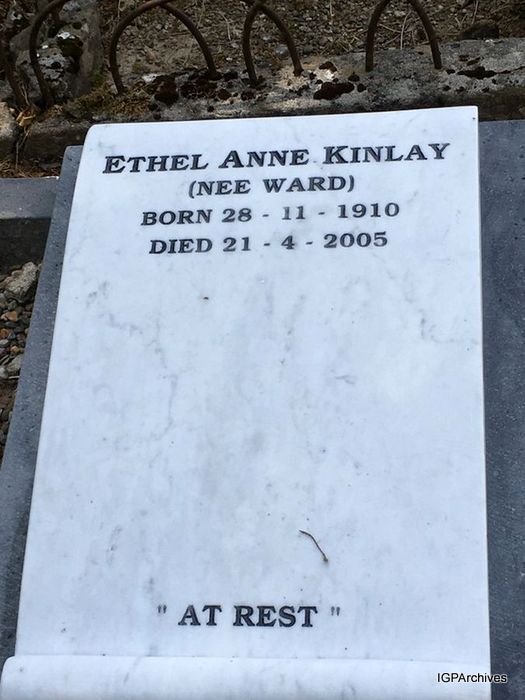 ETHEL ANNE KINLAY
(NEE WARD)
BORN 28 - 11 - 1910
DIED 21 - 4 - 2005
" AT REST "
IGPArchives